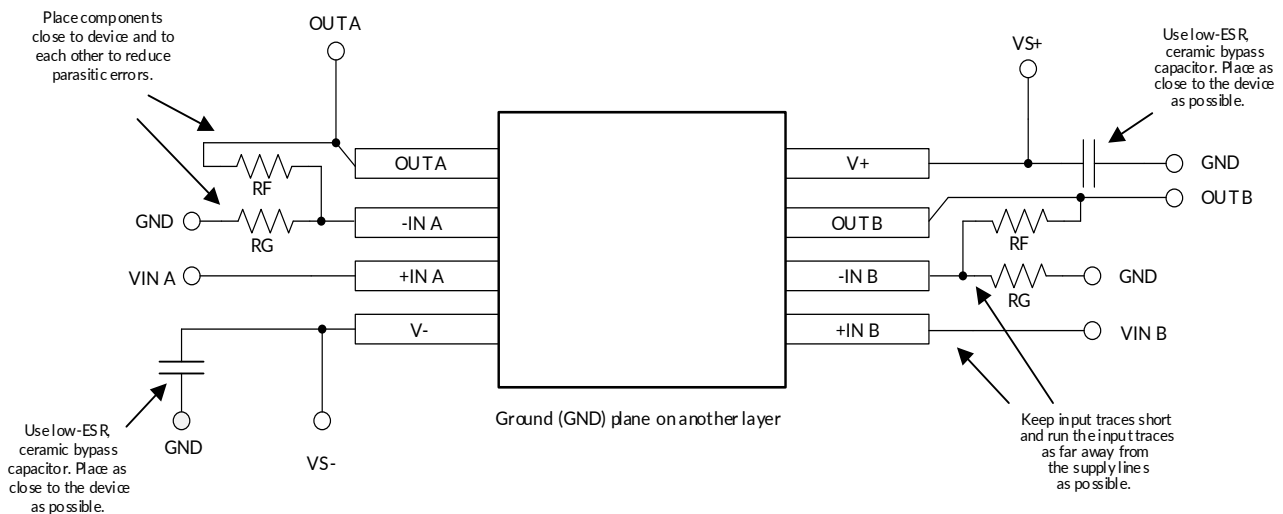 Place components
close to device and to
each other to reduce
parasitic errors.
OUT A
VS+
Use low-ESR,
ceramic bypass
capacitor. Place as
close to the device
as possible.
OUT A
V+
GND
RF
OUT B
GND
-IN A
OUT B
RF
RG
VIN A
+IN A
-IN B
GND
RG
V-
+IN B
VIN B
Ground (GND) plane on another layer
Use low-ESR,
ceramic bypass
capacitor. Place as
close to the device
as possible.
GND
VS-
Keep input traces short
and run the input traces
as far away from
the supply lines
as possible.